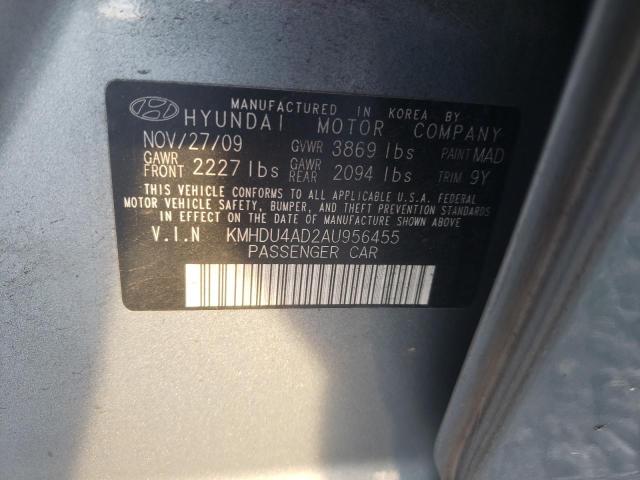 MANUFACTURED IN KOREA BY
HYUNDAI MOTOR COMPANY
NOV/27/09 GVWR 3869 lbs PAINT MAD
GAWR FRONT 2227 lbs GAWR REAR 2094 lbs TRIM 9Y
THIS VEHICLE CONFORMS TO ALL APPLICABLE U.S.A. FEDERAL
MOTOR VEHICLE SAFETY, BUMPER, AND THEFT PREVENTION STANDARDS
IN EFFECT ON THE DATE OF MANUFACTURE SHOWN ABOVE
V.I.N KMHDU4AD2AU956455
PASSENGER CAR